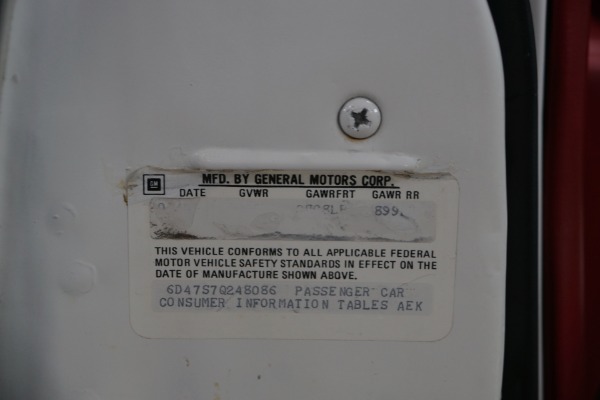 GM
MFD. BY GENERAL MOTORS CORP.
DATE GVWR GAWRFRT GAWR RR
THIS VEHICLE CONFORMS TO ALL APPLICABLE FEDERAL
MOTOR VEHICLE SAFETY STANDARDS IN EFFECT ON THE
DATE OF MANUFACTURE SHOWN ABOVE.
6D47S7Q248086 PASSENGER CAR
CONSUMER INFORMATION TABLES AEK